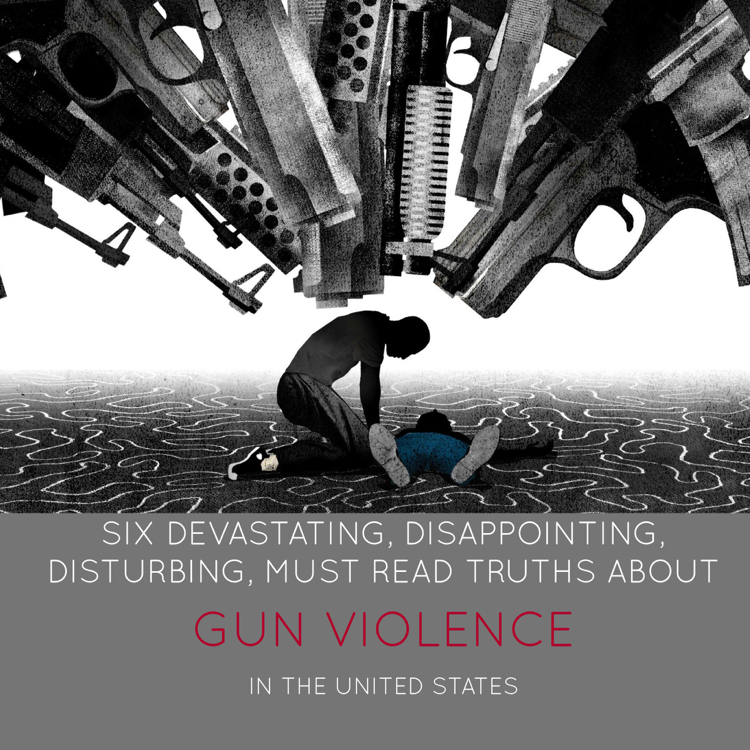 SIX DEVASTATING, DISAPPOINTING,
DISTURBING, MUST READ TRUTHS ABOUT
GUN VIOLENCE
IN THE UNITED STATES